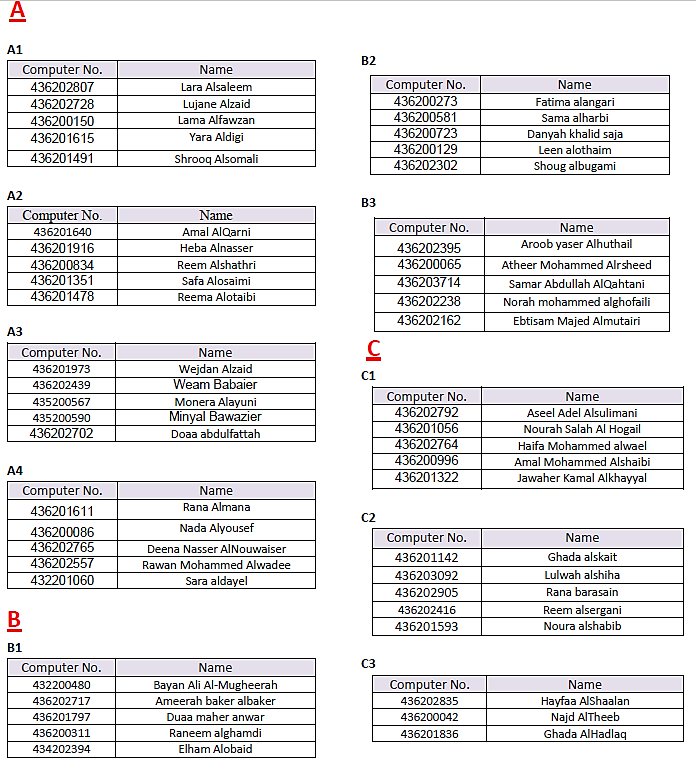 A
A1
Computer No. Name
436202807 Lara Alsaleem
436202728 Lujane Alzaid
436200150 Lama Alfawzan
436201615 Yara Aldigi
436201491 Shrooq Alsomali
A2
Computer No. Name
436201640 Amal AlQarni
436201916 Heba Alnasser
436200834 Reem Alshathri
436201351 Safa Alosaimi
436201478 Reema Alotaibi
A3
Computer No. Name
436201973 Wejdan Alzaid
436202439 Weam Babaier
435200567 Monera Alayuni
435200590 Minyal Bawazier
436202702 Doaa abdulfattah
A4
Computer No. Name
436201611 Rana Almana
436200086 Nada Alyousef
436202765 Deena Nasser AlNouwaiser
436202557 Rawan Mohammed Alwadee
432201060 Sara aldayel
B
B1
Computer No. Name
432200480 Bayan Ali Al-Mugheerah
436202717 Ameerah baker albaker
436201797 Duaa maher anwar
436200311 Raneem alghamdi
434202394 Elham Alobaid
B2
Computer No. Name
436200273 Fatima alangari
436200581 Sama alharbi
436200723 Danyah khalid saja
436200129 Leen alothaim
436202302 Shoug albugami
B3
Computer No. Name
436202395 Aroob yaser Alhuthail
436200065 Atheer Mohammed Alrsheed
436203714 Samar Abdullah AlQahtani
436202238 Norah mohammed alghofaili
436202162 Ebtisam Majed Almutairi
C
C1
Computer No. Name
436202792 Aseel Adel Alsulimani
436201056 Nourah Salah Al Hogail
436202764 Haifa Mohammed alwael
436200996 Amal Mohammed Alshaibi
436201322 Jawaher Kamal Alkhayyal
C2
Computer No. Name
436201142 Ghada alskait
436203092 Lulwah alshiha
436202905 Rana barasain
436202416 Reem alsergani
436201593 Noura alshabib
C3
Computer No. Name
436202835 Hayfaa AlShaalan
436200042 Najd AlTheeb
436201836 Ghada AlHadlaq